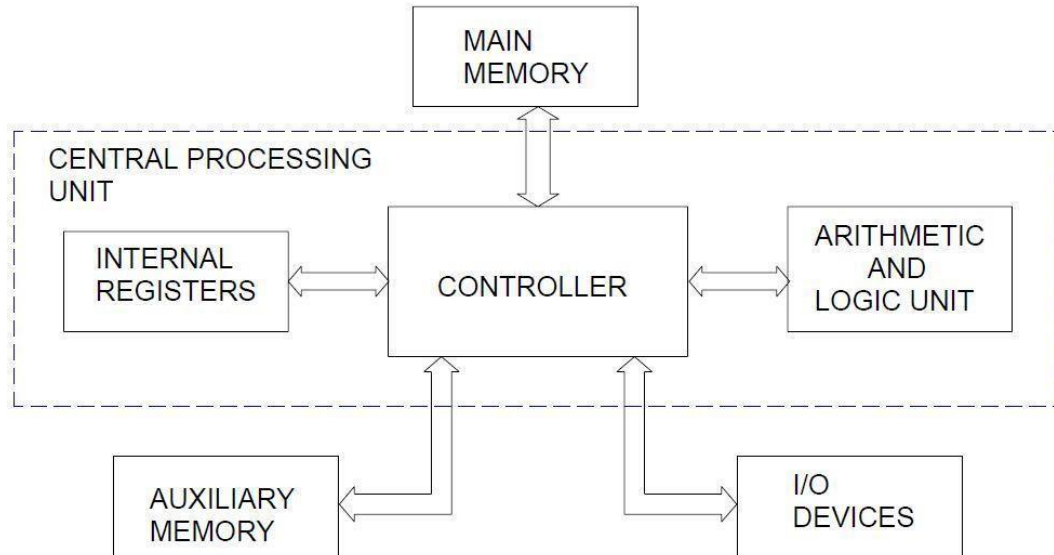 MAIN
MEMORY
CENTRAL PROCESSING
UNIT
INTERNAL
REGISTERS
CONTROLLER
ARITHMETIC
AND
LOGIC UNIT
AUXILIARY
MEMORY
I/O
DEVICES